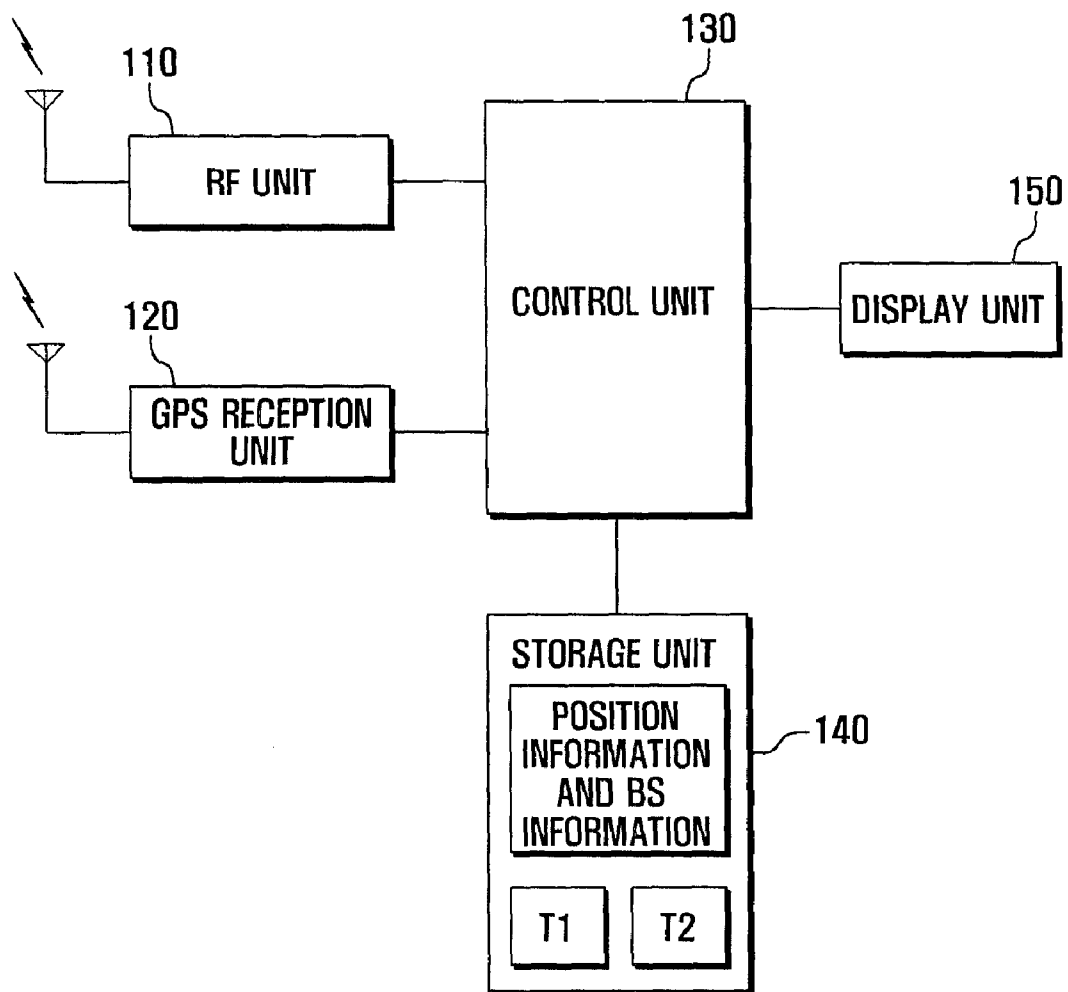 110
RF UNIT
120
GPS RECEPTION
UNIT
130
CONTROL UNIT
150
DISPLAY UNIT
STORAGE UNIT
POSITION
INFORMATION
AND BS
INFORMATION
140
T1
T2